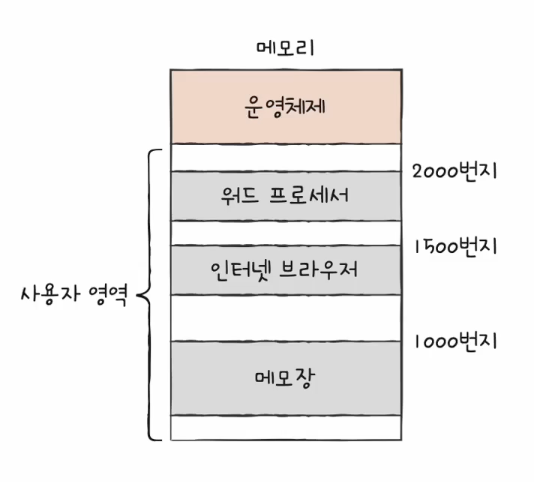 메모리
운영체제
2000번지
워드 프로세서
1500번지
인터넷 브라우저
사용자 영역
1000번지
메모장